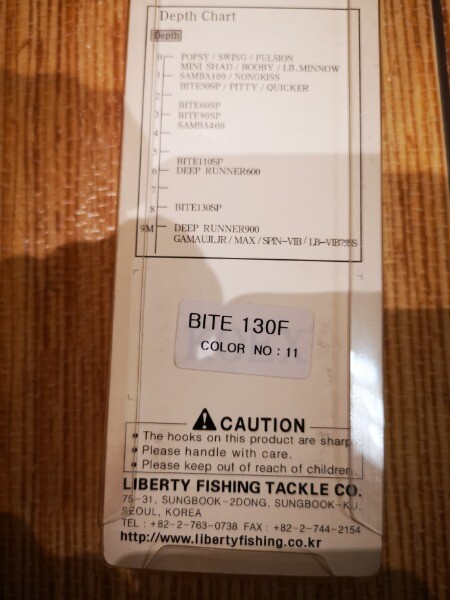 Depth Chart
Depth
0 POPSY / SWING / PULSION
MINI SHAD / BOOBY / LB.MINNOW
1 SAMBA100 / NONGKISS
BITE50SP / PITTY / QUICKER
2
BITE60SP
3 BITE90SP
SAMBA400
4
5
BITE110SP
6 DEEP RUNNER600
7
8 BITE130SP
9M DEEP RUNNER900
GAMAUJI.JR / MAX / SPIN-VIB / LB-VIB75SS
BITE 130F
COLOR NO : 11
CAUTION
• The hooks on this product are sharp.
• Please handle with care.
• Please keep out of reach of children.
LIBERTY FISHING TACKLE CO.
75-31, SUNGBOOK-2DONG, SUNGBOOK-KU,
SEOUL, KOREA
TEL : +82-2-763-0738 FAX : +82-2-744-2154
http://www.libertyfishing.co.kr